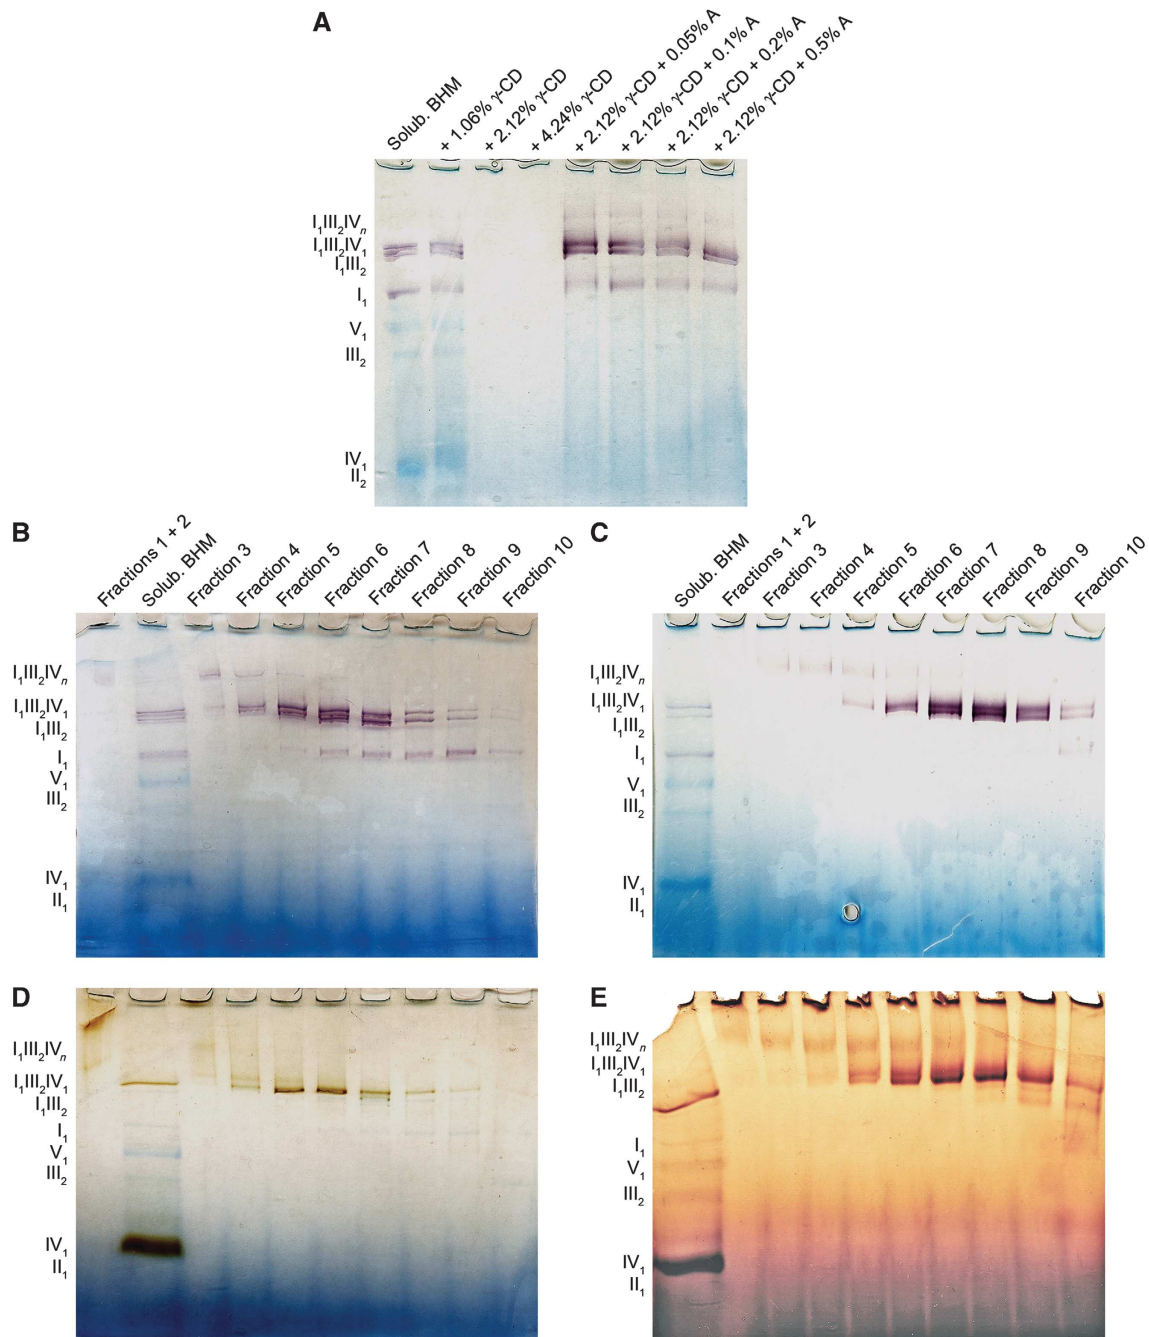 A
Solub. BHM
+ 1.06% γ-CD
+ 2.12% γ-CD
+ 4.24% γ-CD
+ 2.12% γ-CD + 0.05% A
+ 2.12% γ-CD + 0.1% A
+ 2.12% γ-CD + 0.2% A
+ 2.12% γ-CD + 0.5% A
I₁III₂IVₙ
I₁III₂IV₁
I₁III₂
I₁
V₁
III₂
IV₁
II₂
B
Fractions 1 + 2
Solub. BHM
Fraction 3
Fraction 4
Fraction 5
Fraction 6
Fraction 7
Fraction 8
Fraction 9
Fraction 10
I₁III₂IVₙ
I₁III₂IV₁
I₁III₂
I₁
V₁
III₂
IV₁
II₁
C
Solub. BHM
Fractions 1 + 2
Fraction 3
Fraction 4
Fraction 5
Fraction 6
Fraction 7
Fraction 8
Fraction 9
Fraction 10
I₁III₂IVₙ
I₁III₂IV₁
I₁III₂
I₁
V₁
III₂
IV₁
II₁
D
I₁III₂IVₙ
I₁III₂IV₁
I₁III₂
I₁
V₁
III₂
IV₁
II₁
E
I₁III₂IVₙ
I₁III₂IV₁
I₁III₂
I₁
V₁
III₂
IV₁
II₁